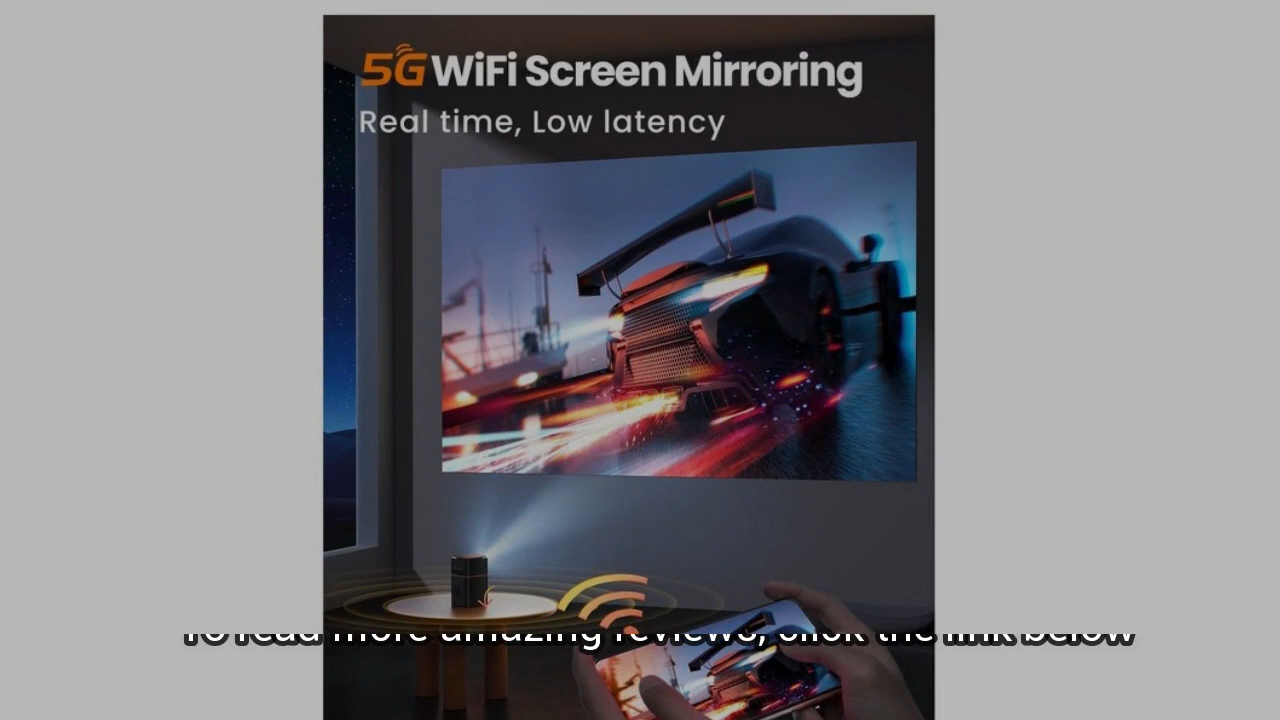 5G WiFi Screen Mirroring
Real time, Low latency
To read more amazing reviews, click the link below